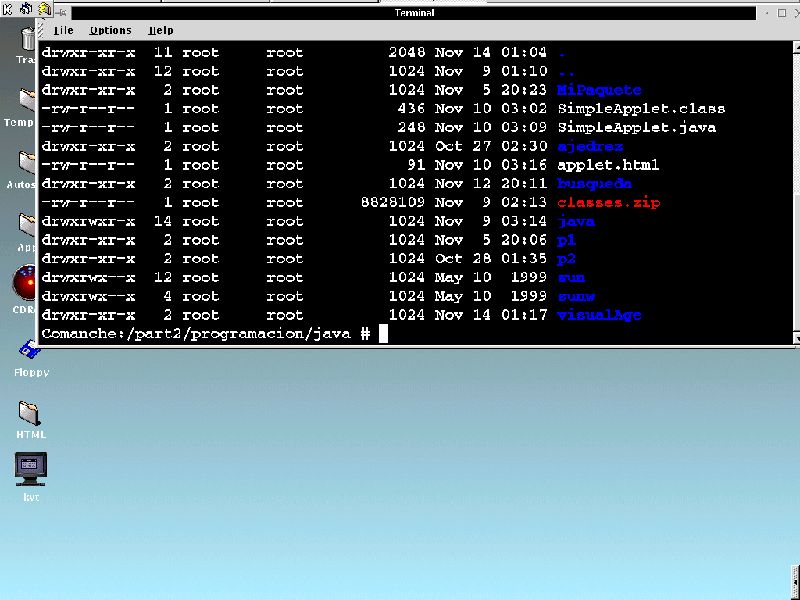 Terminal
File Options Help
drwxr-xr-x 11 root root 2048 Nov 14 01:04 .
drwxr-xr-x 12 root root 1024 Nov 9 01:10 ..
drwxr-xr-x 2 root root 1024 Nov 5 20:23 MiPaquete
-rw-r--r-- 1 root root 436 Nov 10 03:02 SimpleApplet.class
-rw-r--r-- 1 root root 248 Nov 10 03:09 SimpleApplet.java
drwxr-xr-x 2 root root 1024 Oct 27 02:30 ajedrez
-rw-r--r-- 1 root root 91 Nov 10 03:16 applet.html
drwxr-xr-x 2 root root 1024 Nov 12 20:11 busqueda
-rw-r--r-- 1 root root 8828109 Nov 9 02:13 classes.zip
drwxrwxr-x 14 root root 1024 Nov 9 03:14 java
drwxr-xr-x 2 root root 1024 Nov 5 20:06 p1
drwxr-xr-x 2 root root 1024 Oct 28 01:35 p2
drwxrwx--x 12 root root 1024 May 10 1999 sun
drwxrwx--x 4 root root 1024 May 10 1999 sunw
drwxr-xr-x 2 root root 1024 Nov 14 01:17 visualAge
Comanche:/part2/programacion/java #
Tra
Temp
Autos
App
CDR
Floppy
HTML
kvt